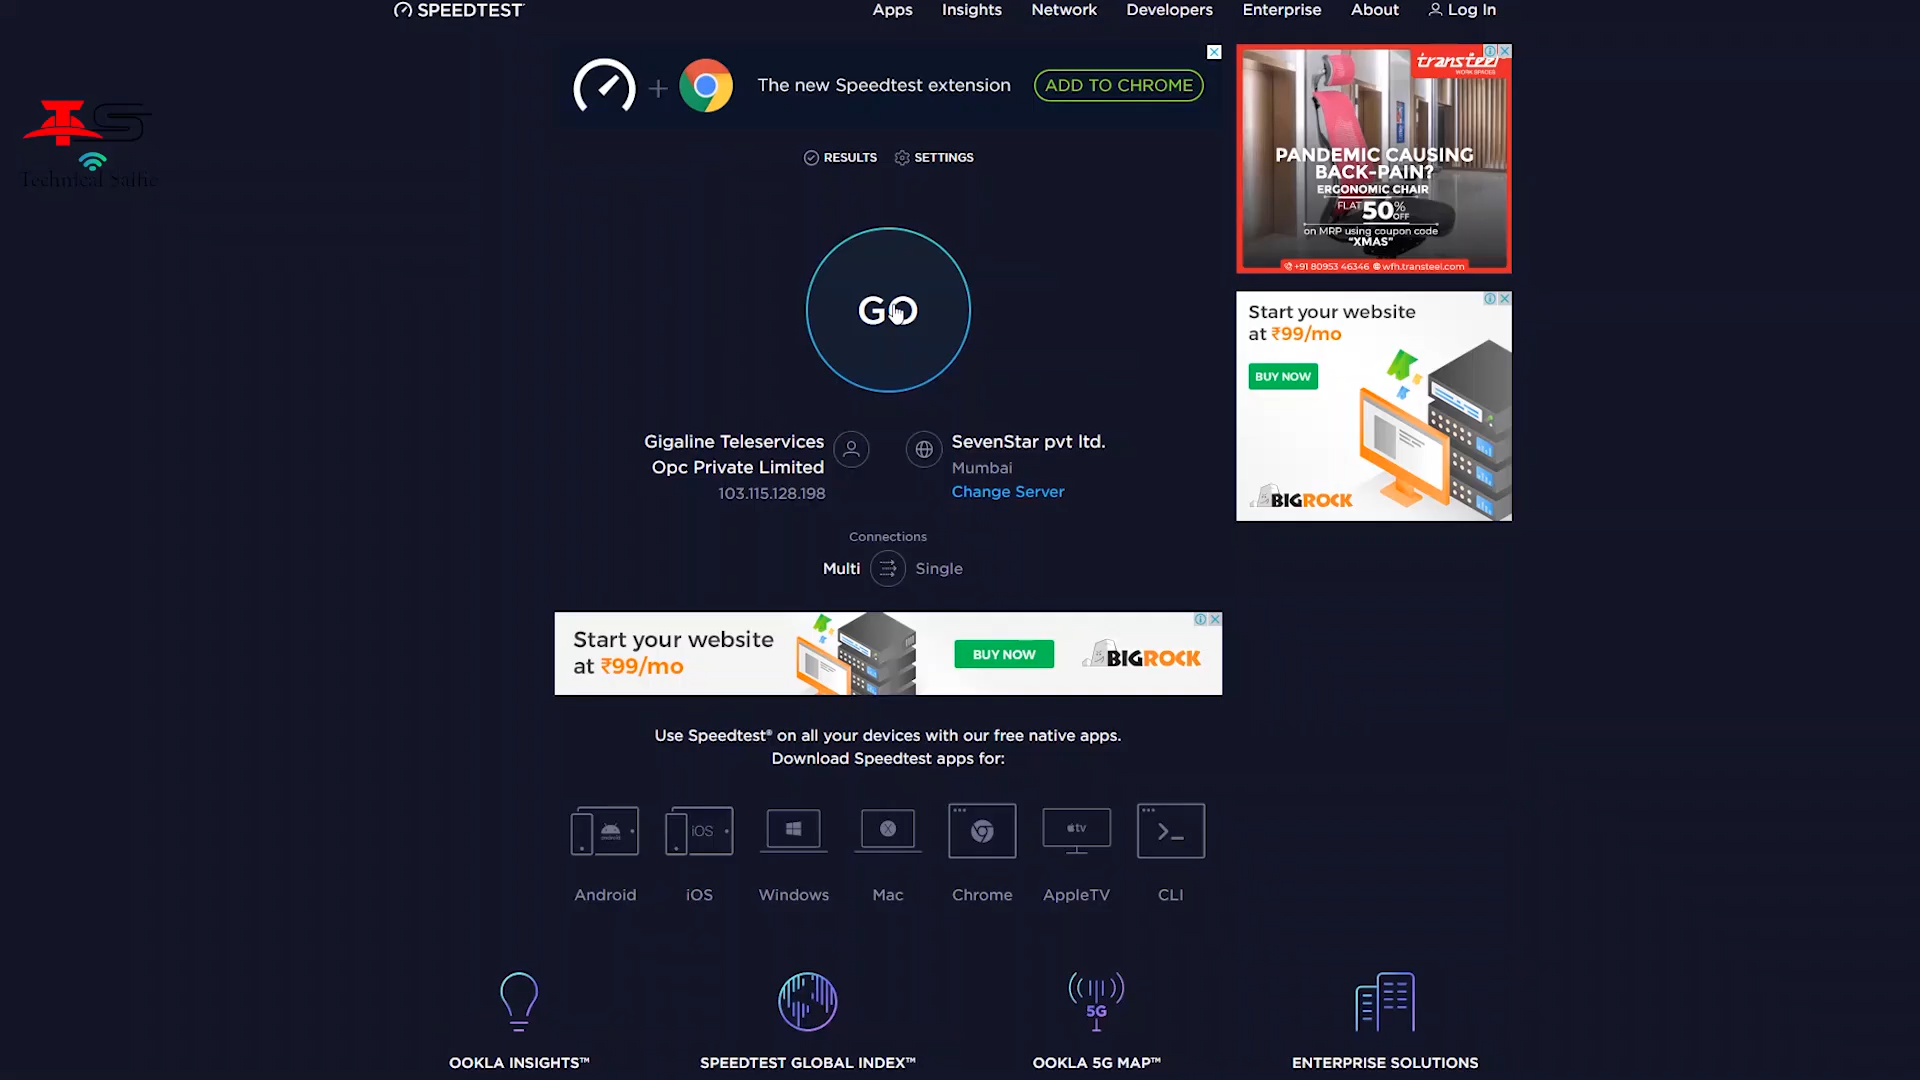 SPEEDTEST
Apps Insights Network Developers Enterprise About Log In
The new Speedtest extension ADD TO CHROME
RESULTS SETTINGS
TS
Technical Saific
transteel
WORK SPACES
PANDEMIC CAUSING
BACK-PAIN?
ERGONOMIC CHAIR
FLAT 50% OFF
on MRP using coupon code
"XMAS"
+91 80953 46346 wfh.transteel.com
GO
Start your website
at ₹99/mo
BUY NOW
BIGROCK
Gigaline Teleservices
Opc Private Limited
103.115.128.198
SevenStar pvt ltd.
Mumbai
Change Server
Connections
Multi Single
Start your website
at ₹99/mo
BUY NOW
BIGROCK
Use Speedtest® on all your devices with our free native apps.
Download Speedtest apps for:
android
iOS
X
tv
>_
Android iOS Windows Mac Chrome AppleTV CLI
5G
OOKLA INSIGHTS™ SPEEDTEST GLOBAL INDEX™ OOKLA 5G MAP™ ENTERPRISE SOLUTIONS